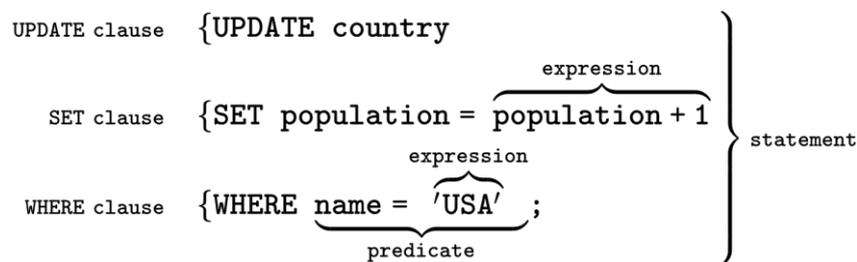 UPDATE clause {UPDATE country
expression
SET clause {SET population = population + 1
statement
expression
WHERE clause {WHERE name = 'USA' ;
predicate